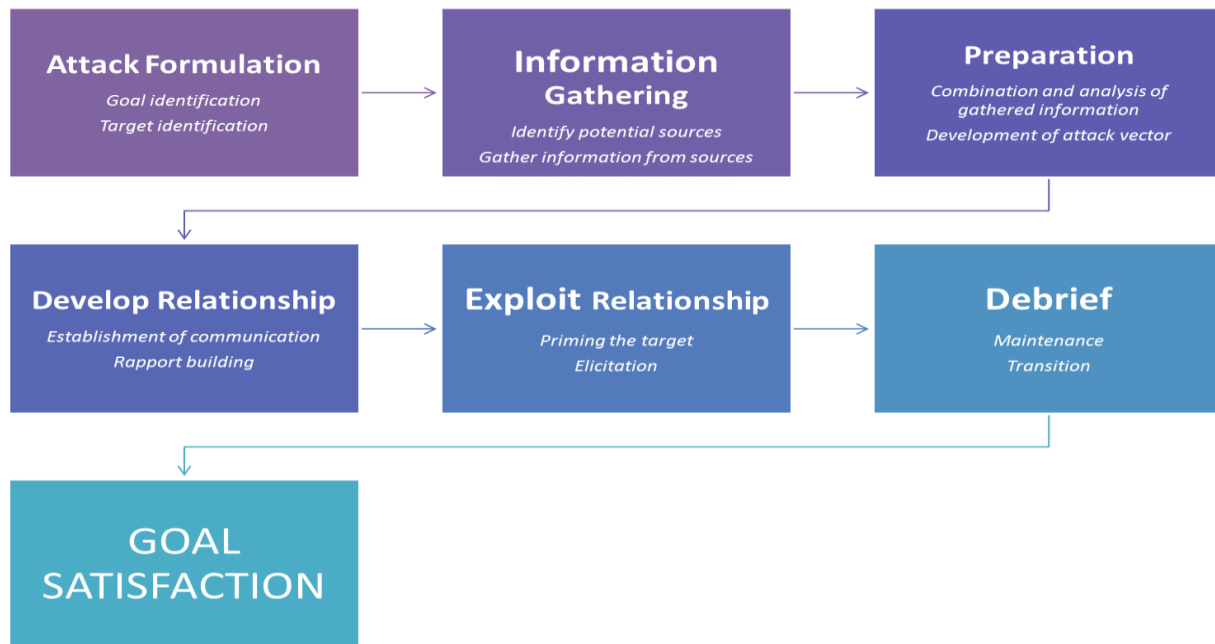 Attack Formulation
Goal identification
Target identification
Information
Gathering
Identify potential sources
Gather information from sources
Preparation
Combination and analysis of
gathered information
Development of attack vector
Develop Relationship
Establishment of communication
Rapport building
Exploit Relationship
Priming the target
Elicitation
Debrief
Maintenance
Transition
GOAL
SATISFACTION